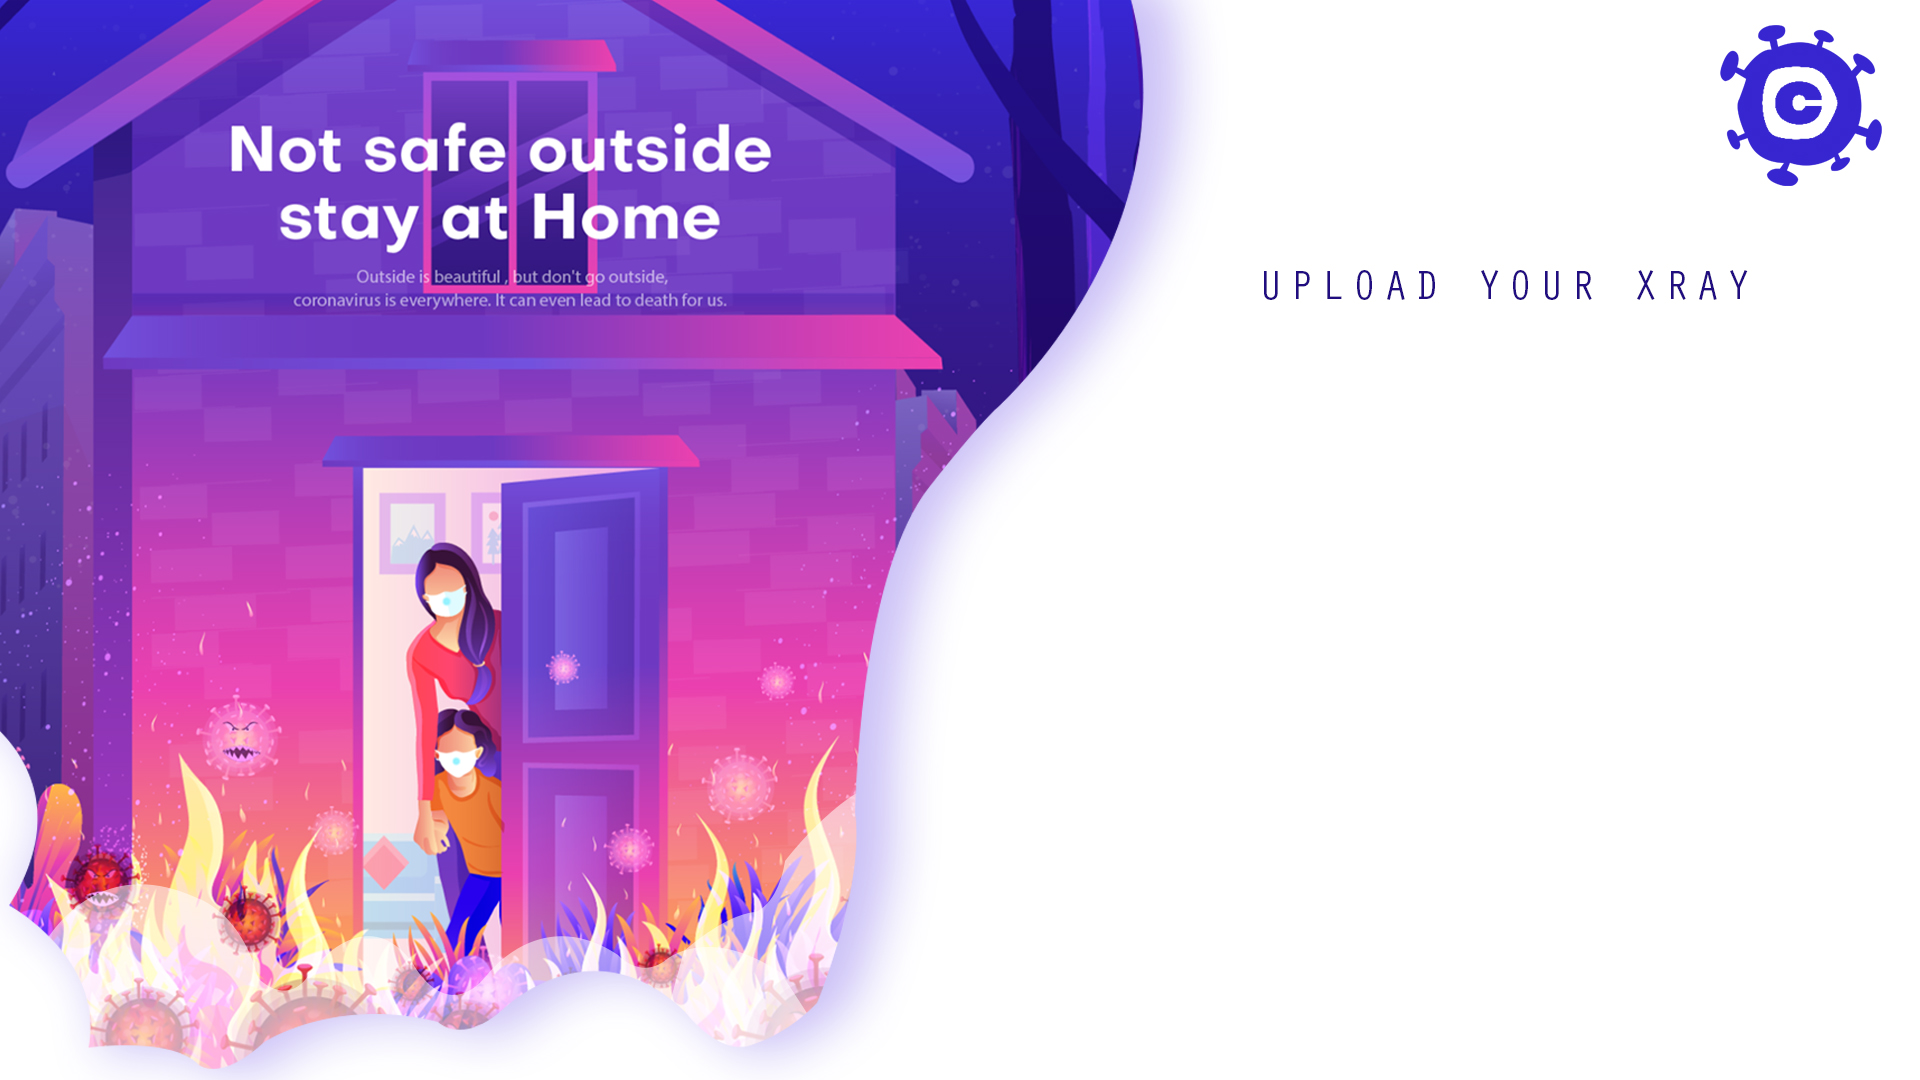 Not safe outside
stay at Home
Outside is beautiful , but don't go outside,
coronavirus is everywhere. It can even lead to death for us.
C
UPLOAD YOUR XRAY